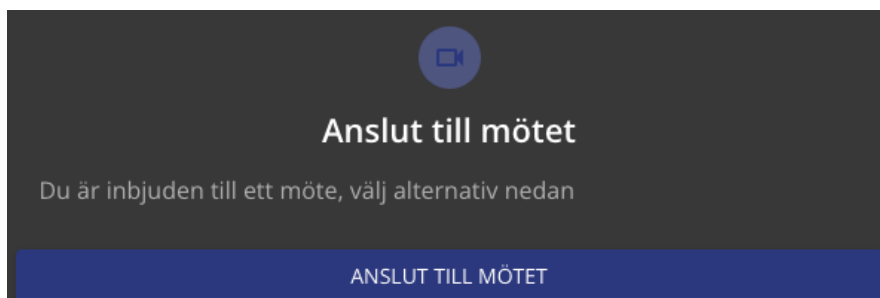 Anslut till mötet
Du är inbjuden till ett möte, välj alternativ nedan
ANSLUT TILL MÖTET